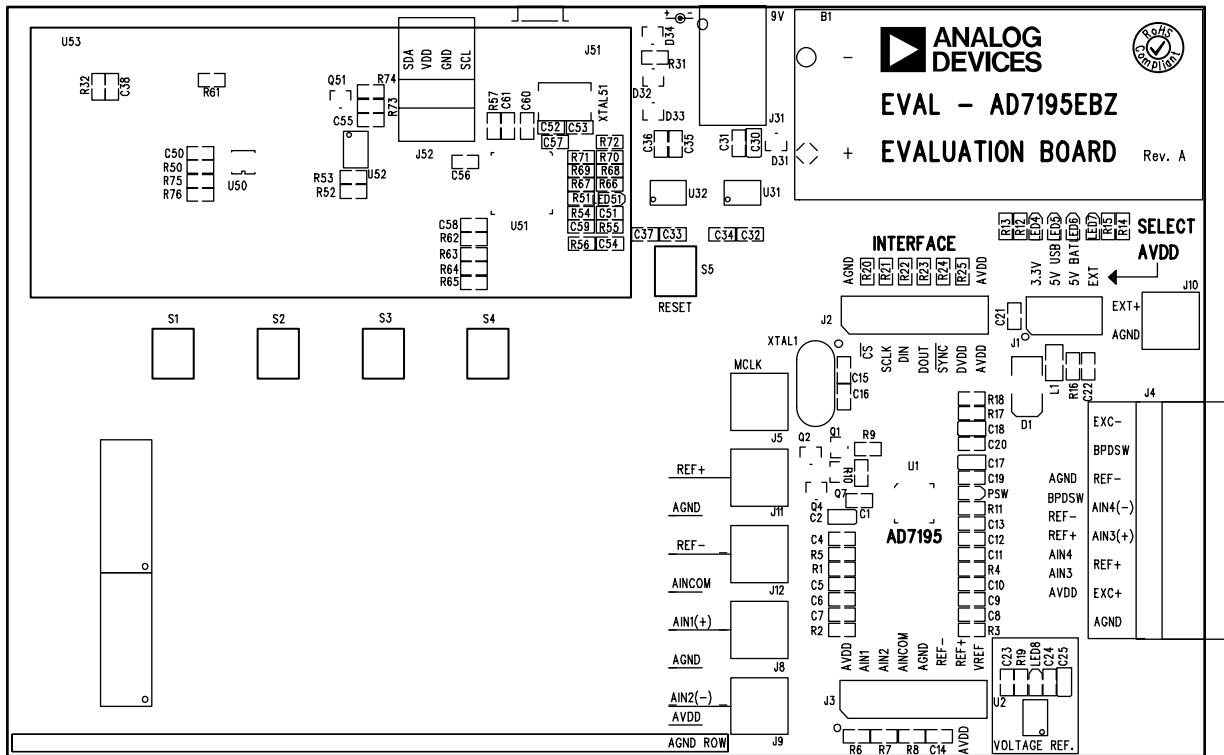 U53
R32
C38
R61
Q51
C55
R74
R73
SDA
VDD
GND
SCL
J52
J51
R57
C61
C60
XTAL51
C52
C53
C57
C50
R50
R75
R76
U50
R53
R52
U52
C56
U51
R72
R71
R70
R69
R68
R67
R66
R51
LED51
R54
C51
C59
R55
R56
C54
C58
R62
R63
R64
R65
+
-
D34
R31
D32
D33
C36
C35
9V
J31
C31
C30
D31
U32
U31
C37
C33
C34
C32
S5
RESET
B1
-
+
ANALOG
DEVICES
RoHS
Compliant
EVAL - AD7195EBZ
EVALUATION BOARD
Rev. A
S1
S2
S3
S4
INTERFACE
AGND
R20
R21
R22
R23
R24
R25
AVDD
J2
CS
SCLK
DIN
DOUT
SYNC
DVDD
AVDD
R13
R12
LED4
LED5
LED6
LED7
R15
R14
SELECT
AVDD
3.3V
5V USB
5V BAT
EXT
C21
J1
J10
EXT+
AGND
L1
R16
C22
D1
XTAL1
C15
C16
MCLK
J5
Q2
Q1
R9
R10
Q7
Q4
C1
C2
U1
AD7195
R18
R17
C18
C20
C17
C19
PSW
R11
C13
C12
C11
R4
C10
C9
C8
R3
C4
R5
R1
C5
C6
C7
R2
REF+
AGND
J11
REF-
AINCOM
J12
AIN1(+)
AGND
J8
AIN2(-)
AVDD
J9
AGND ROW
AVDD
AIN1
AIN2
AINCOM
AGND
REF-
REF+
VREF
J3
R6
R7
R8
C14
AVDD
J4
EXC-
BPDSW
REF-
AIN4(-)
AIN3(+)
REF+
EXC+
AGND
AGND
BPDSW
REF-
REF+
AIN4
AIN3
AVDD
C23
R19
LED8
C24
C25
U2
VOLTAGE REF.